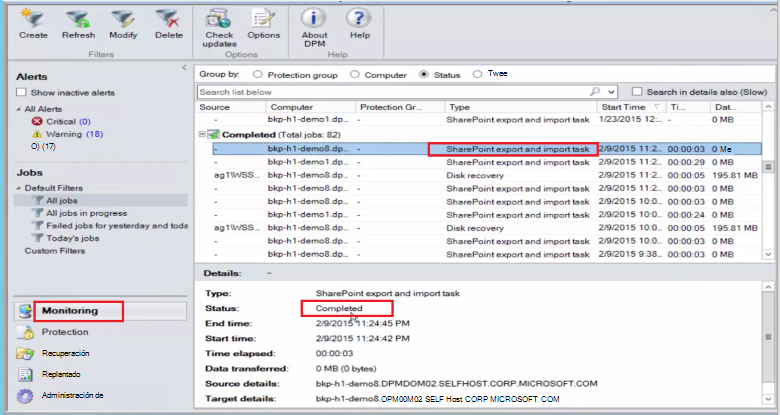 Create Refresh Modify Delete Check updates Options About DPM Help
Filters Options Help
Alerts
Show inactive alerts
All Alerts
Critical (0)
Warning (18)
O) (17)
Jobs
Default Filters
All jobs
All jobs in progress
Failed jobs for yesterday and toda
Today's jobs
Custom Filters
Monitoring
Protection
Recuperación
Replantado
Administración de
Group by: Protection group Computer Status Twee
Search list below Search in details also (Slow)
Source Computer Protection Gr... Type Start Time Ti... Dat...
- bkp-h1-demo1.dp... - SharePoint export and import task 1/23/2015 12:... - 0 MB
Completed (Total jobs: 82)
- bkp-h1-demo8.dp... - SharePoint export and import task 2/9/2015 11:2... 00:00:03 0 Me
- bkp-h1-demo1.dp... - SharePoint export and import task 2/9/2015 11:2... 00:00:29 0 MB
ag1\WSS... bkp-h1-demo8.dp... - Disk recovery 2/9/2015 11:2... 00:00:05 195.81 MB
- bkp-h1-demo8.dp... - SharePoint export and import task 2/9/2015 10:0... 00:00:03 0 MB
- bkp-h1-demo1.dp... - SharePoint export and import task 2/9/2015 10:0... 00:00:24 0 MB
ag1\WSS... bkp-h1-demo8.dp... - Disk recovery 2/9/2015 10:0... 00:00:05 195.81 MB
- bkp-h1-demo8.dp... - SharePoint export and import task 2/9/2015 10:0... 00:00:03 0 MB
- bkp-h1-demo8.dp... - SharePoint export and import task 2/9/2015 9:38... 00:00:03 0 MB
Details: -
Type: SharePoint export and import task
Status: Completed
End time: 2/9/2015 11:24:45 PM
Start time: 2/9/2015 11:24:42 PM
Time elapsed: 00:00:03
Data transferred: 0 MB (0 bytes)
Source details: bkp-h1-demo8.DPMDOM02.SELFHOST.CORP.MICROSOFT.COM
Target details: bkp-h1-demo8.OPM00M02 SELF Host CORP MICROSOFT COM